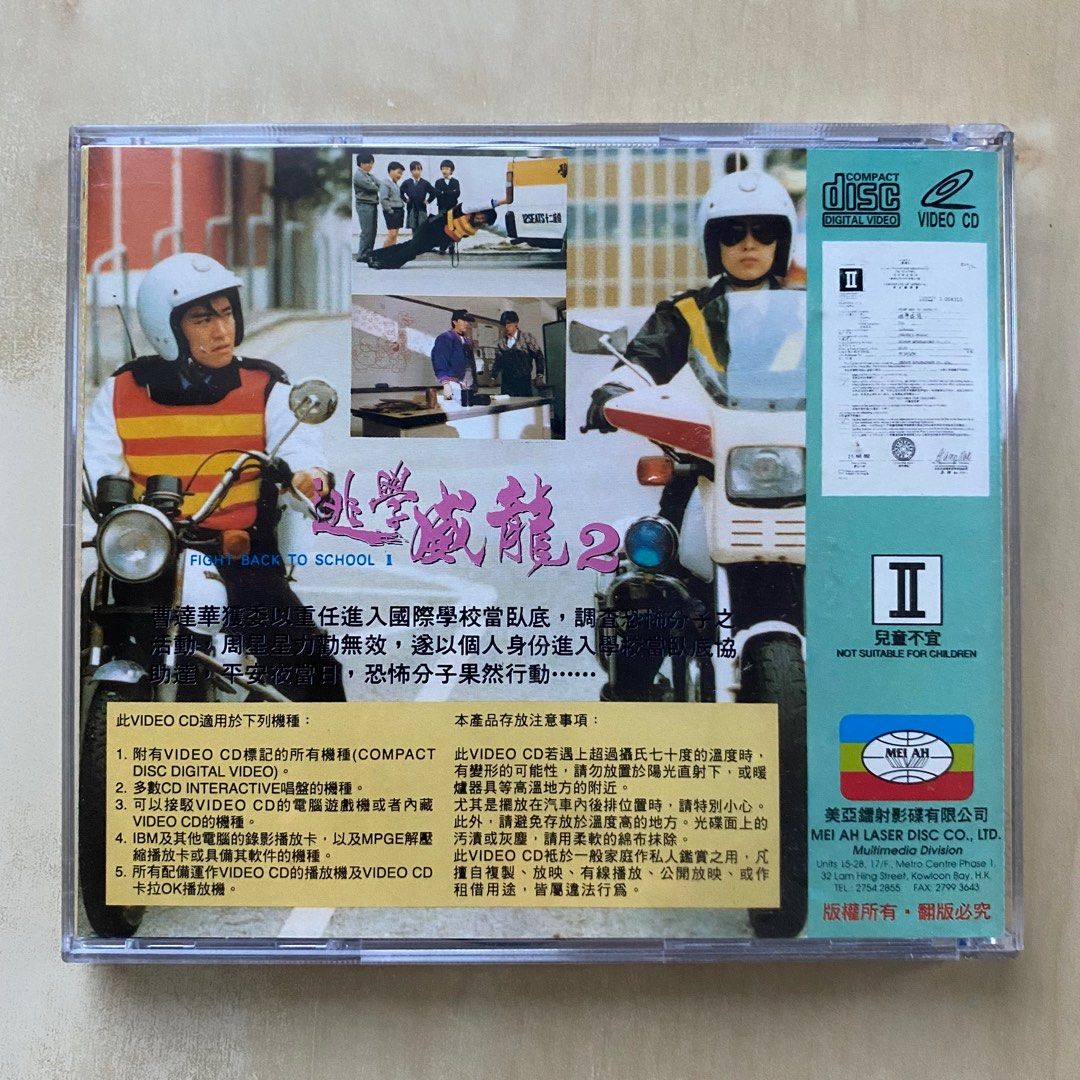 12SEATS
COMPACT
disc
DIGITAL VIDEO
VIDEO CD
II
逃學威龍2
FIGHT BACK TO SCHOOL II
曹達華獲委以重任進入國際學校當臥底，調查恐怖分子之
活動，周星星力勸無效，遂以個人身份進入學校當臥底協
助達，平安夜當日，恐怖分子果然行動……
II
兒童不宜
NOT SUITABLE FOR CHILDREN
此VIDEO CD適用於下列機種：
1. 附有VIDEO CD標記的所有機種(COMPACT
DISC DIGITAL VIDEO)。
2. 多數CD INTERACTIVE唱盤的機種。
3. 可以接駁VIDEO CD的電腦遊戲機或者內藏
VIDEO CD的機種。
4. IBM及其他電腦的錄影播放卡，以及MPGE解壓
縮播放卡或具備其軟件的機種。
5. 所有配備運作VIDEO CD的播放機及VIDEO CD
卡拉OK播放機。
本產品存放注意事項：
此VIDEO CD若遇上超過攝氏七十度的溫度時，
有變形的可能性，請勿放置於陽光直射下，或暖
爐器具等高溫地方的附近。
尤其是擺放在汽車內後排位置時，請特別小心。
此外，請避免存放於溫度高的地方。光碟面上的
污漬或灰塵，請用柔軟的綿布抹除。
此VIDEO CD衹於一般家庭作私人鑑賞之用，凡
擅自複製、放映、有線播放、公開放映、或作
租借用途，皆屬違法行為。
MEI AH
美亞鐳射影碟有限公司
MEI AH LASER DISC CO., LTD.
Multimedia Division
Units 15-28, 17/F., Metro Centre Phase 1,
32 Lam Hing Street, Kowloon Bay, H.K.
TEL.: 2754 2855 FAX: 2799 3643
版權所有・翻版必究